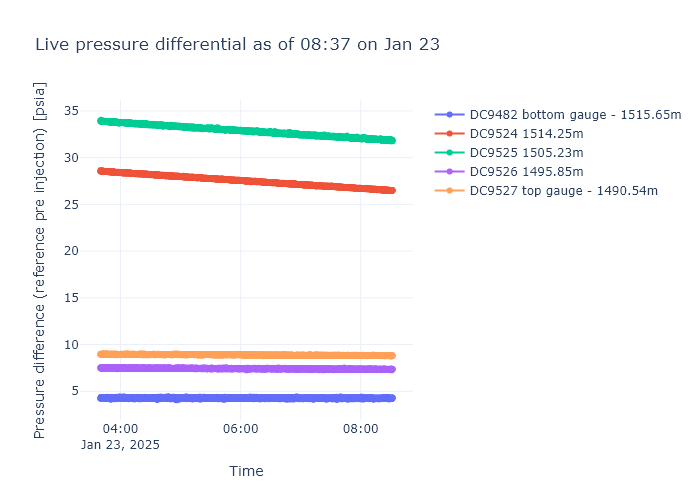 Live pressure differential as of 08:37 on Jan 23
Pressure difference (reference pre injection) [psia]
35
30
25
20
15
10
5
04:00
Jan 23, 2025
06:00
08:00
Time
DC9482 bottom gauge - 1515.65m
DC9524 1514.25m
DC9525 1505.23m
DC9526 1495.85m
DC9527 top gauge - 1490.54m